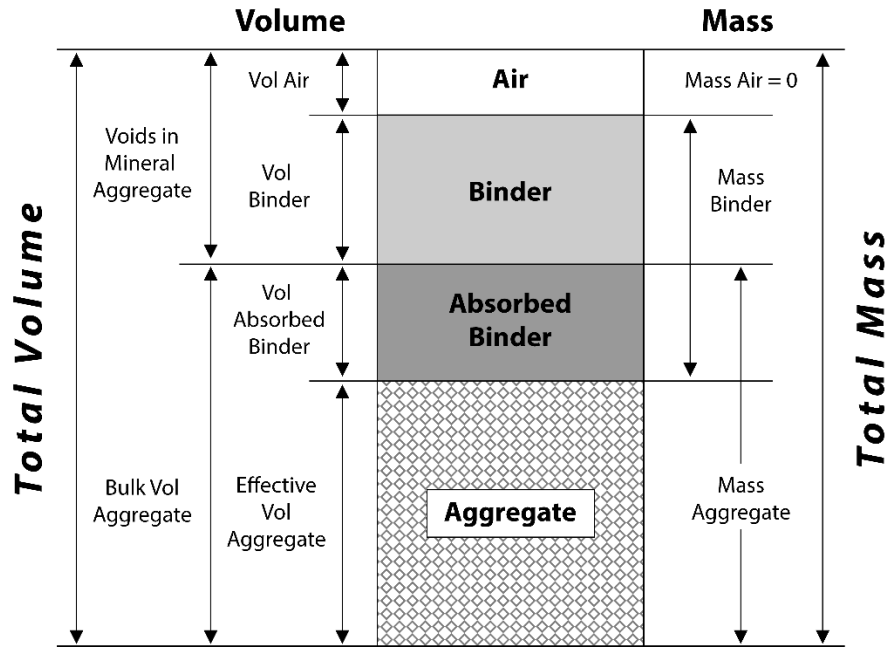 Volume
Mass
Total Volume
Voids in
Mineral
Aggregate
Bulk Vol
Aggregate
Vol Air
Vol
Binder
Vol
Absorbed
Binder
Effective
Vol
Aggregate
Air
Binder
Absorbed
Binder
Aggregate
Mass Air = 0
Mass
Binder
Mass
Aggregate
Total Mass